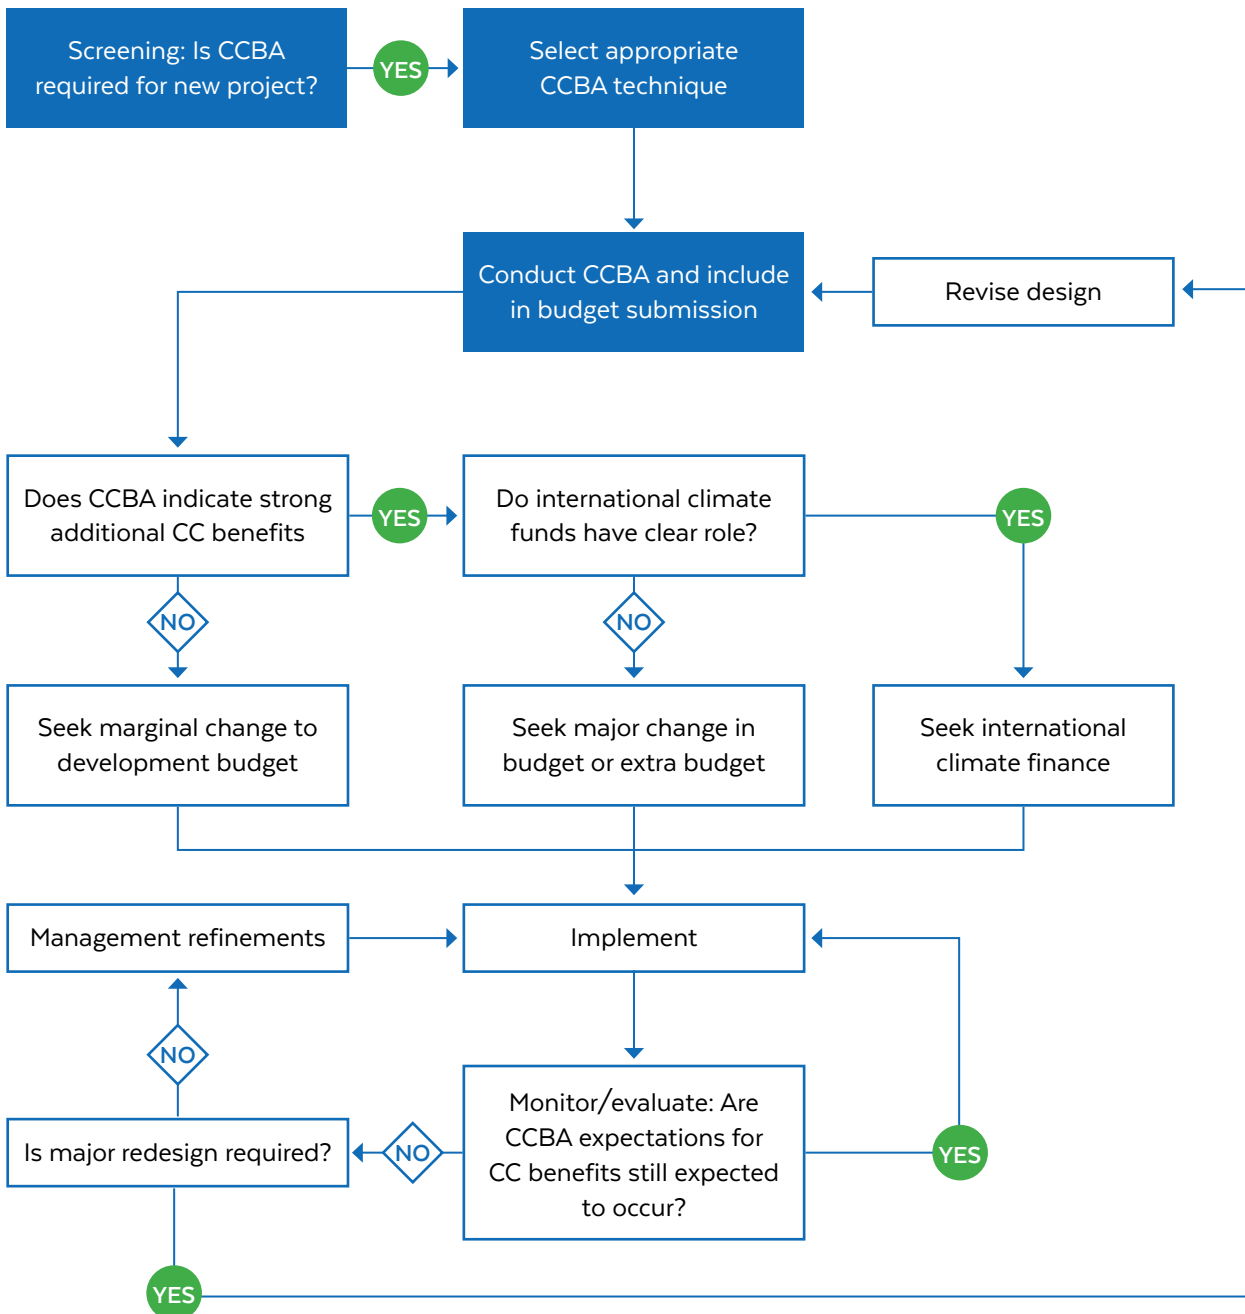 Screening: Is CCBA
required for new project?
YES
Select appropriate
CCBA technique
Conduct CCBA and include
in budget submission
Revise design
Does CCBA indicate strong
additional CC benefits
YES
Do international climate
funds have clear role?
YES
NO
NO
Seek marginal change to
development budget
Seek major change in
budget or extra budget
Seek international
climate finance
Management refinements
Implement
NO
Monitor/evaluate: Are
CCBA expectations for
CC benefits still expected
to occur?
Is major redesign required?
NO
YES
YES